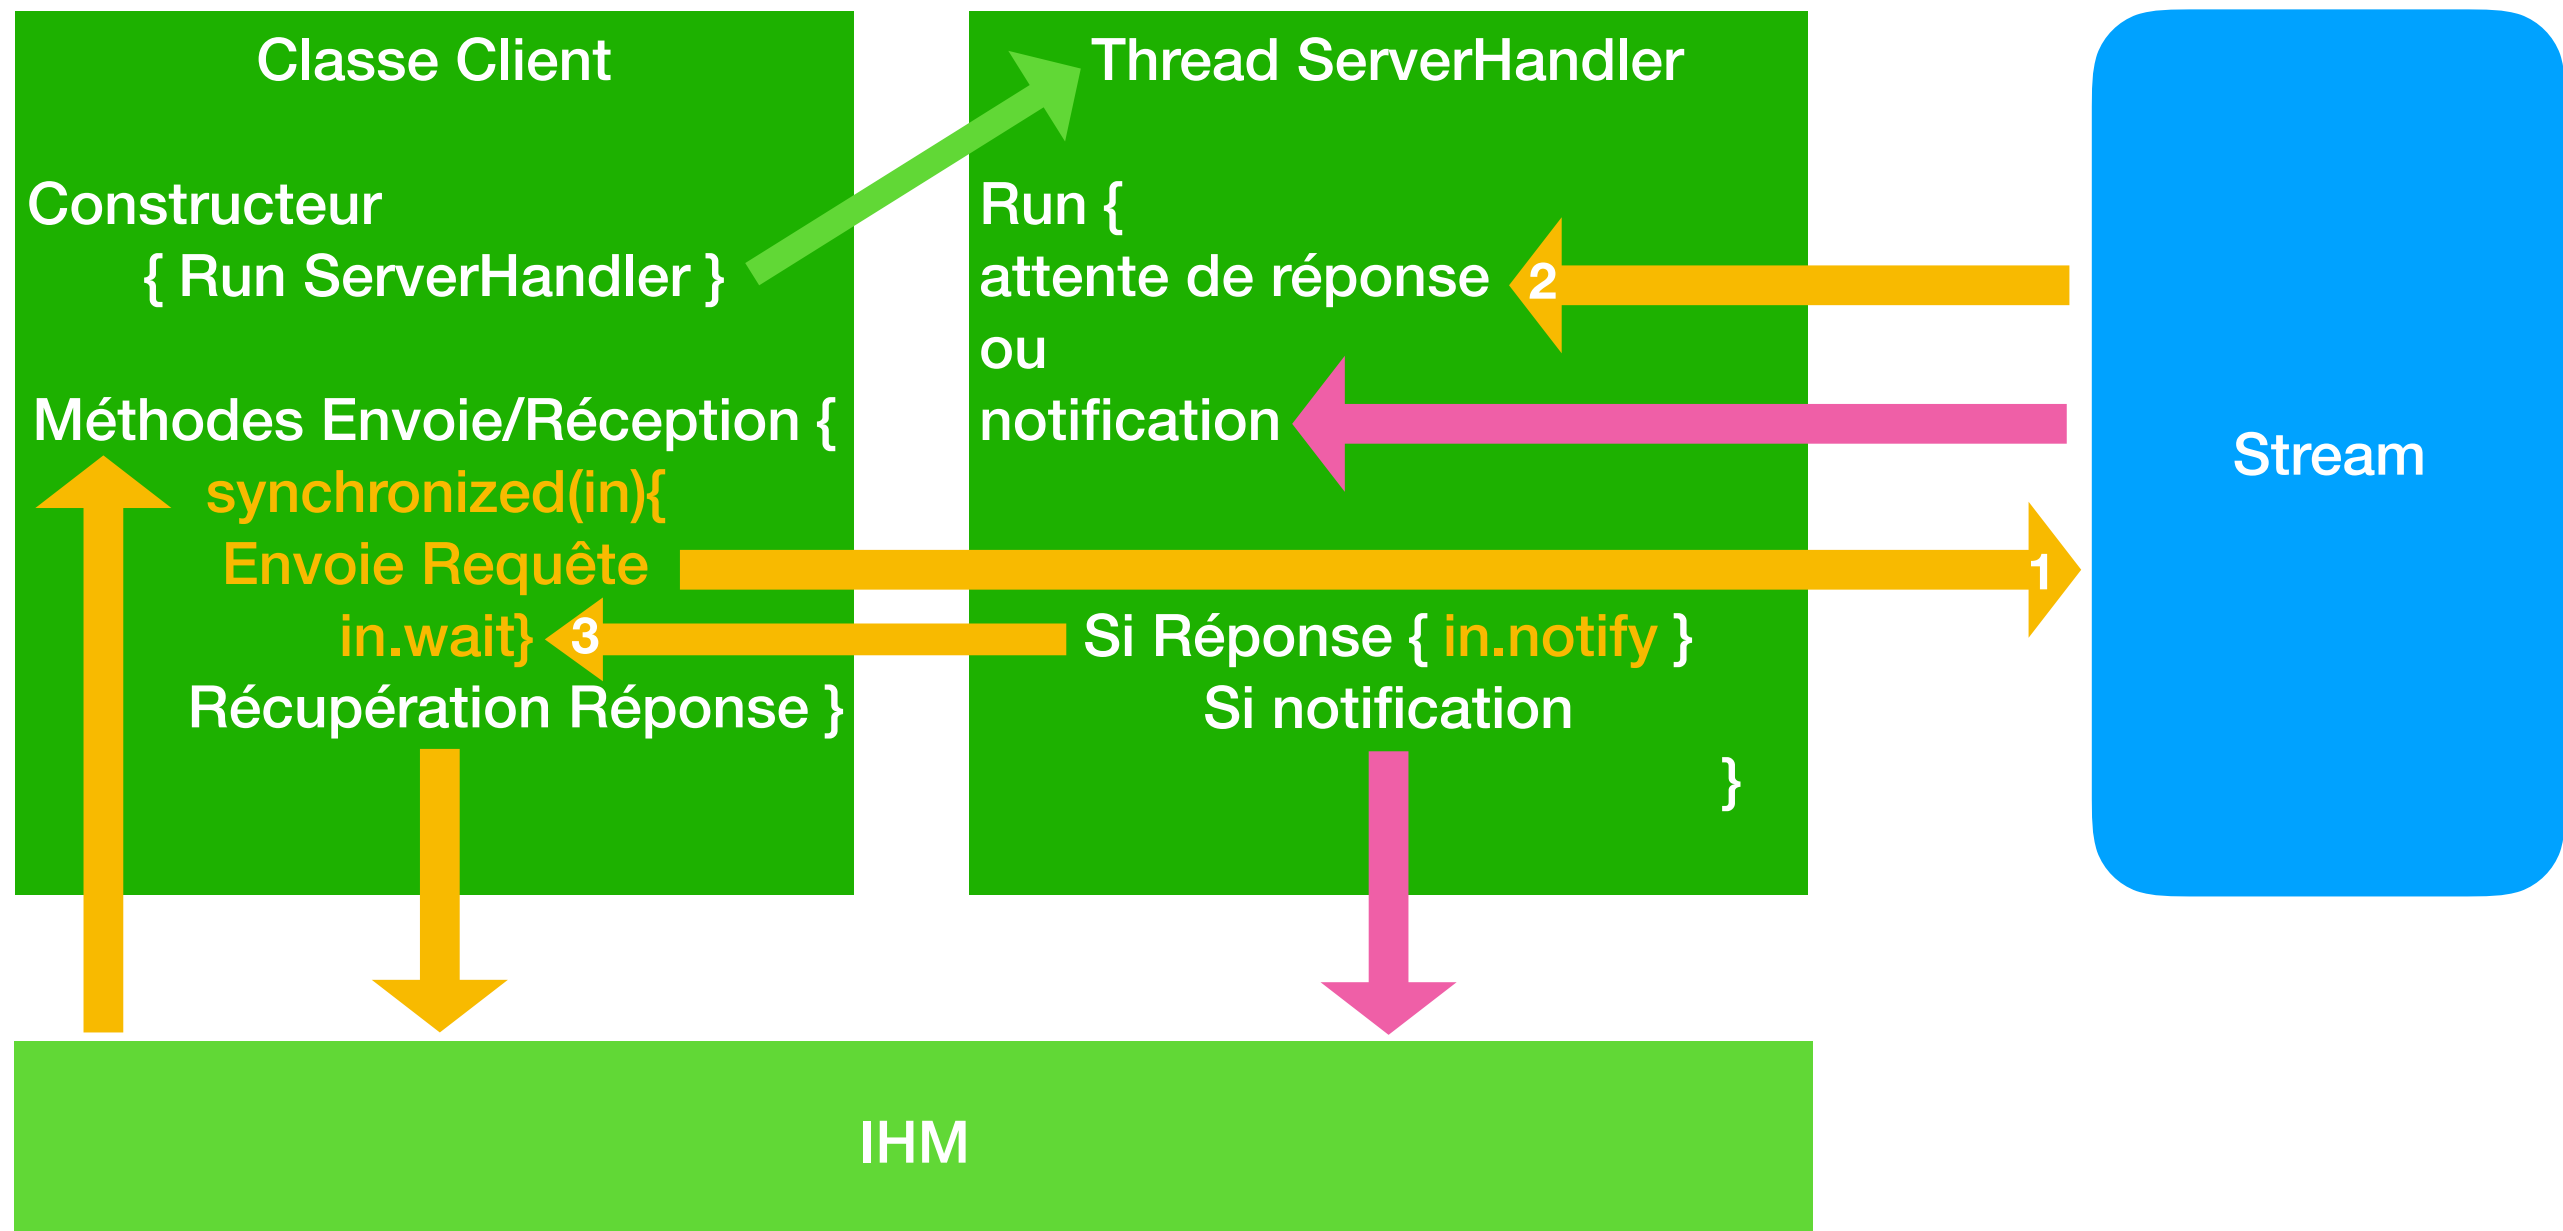 Classe Client
Constructeur
{ Run ServerHandler }
Méthodes Envoie/Réception {
synchronized(in){
Envoie Requête
in.wait}
3
Récupération Réponse }
Thread ServerHandler
Run {
attente de réponse
2
ou
notification
1
Si Réponse { in.notify }
Si notification
}
Stream
IHM